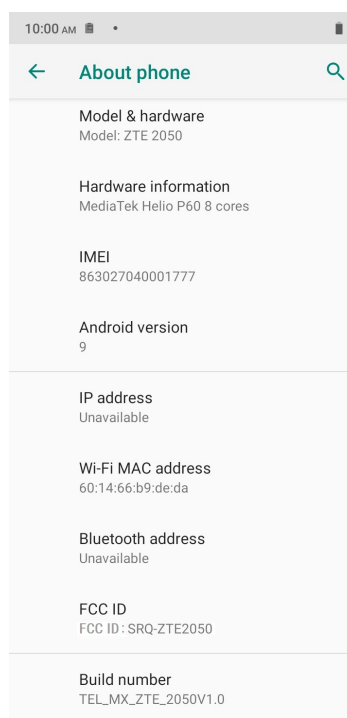 10:00 AM
About phone
Model & hardware
Model: ZTE 2050
Hardware information
MediaTek Helio P60 8 cores
IMEI
863027040001777
Android version
9
IP address
Unavailable
Wi-Fi MAC address
60:14:66:b9:de:da
Bluetooth address
Unavailable
FCC ID
FCC ID: SRQ-ZTE2050
Build number
TEL_MX_ZTE_2050V1.0